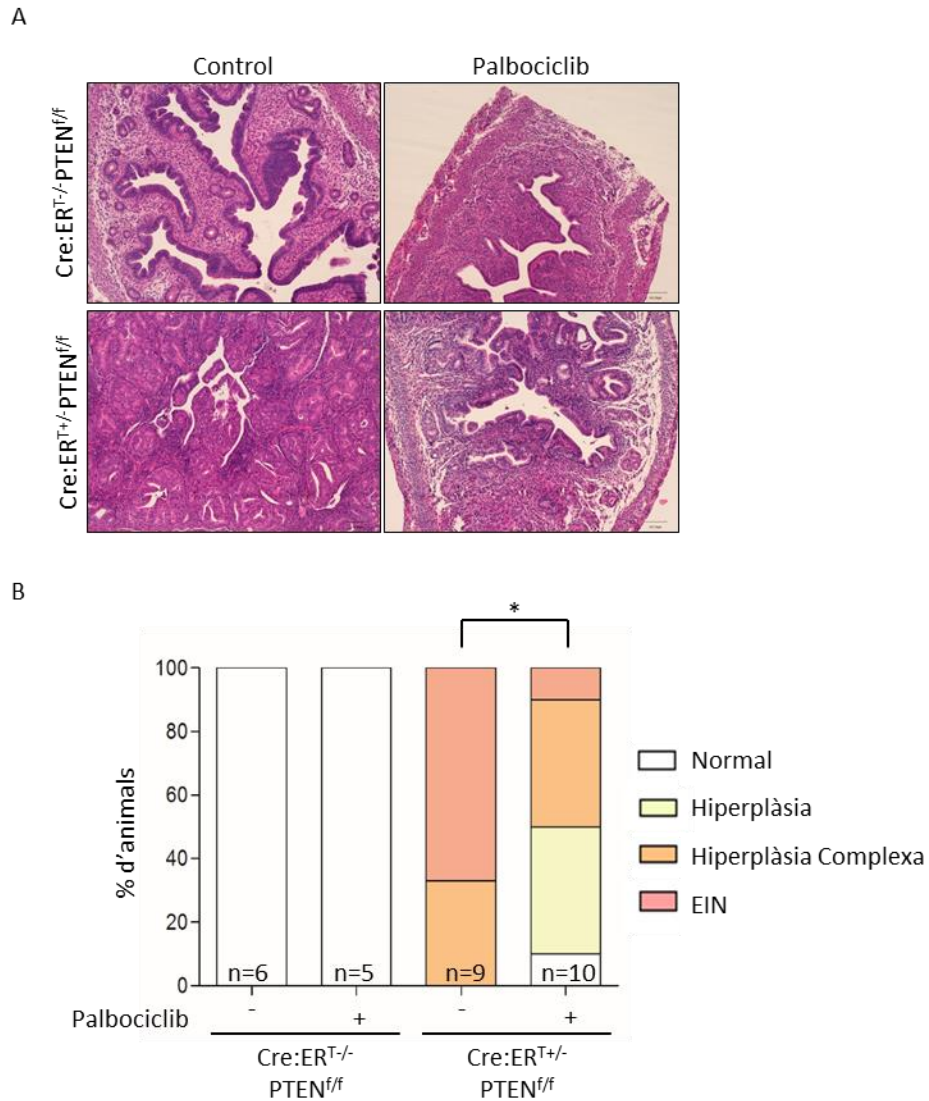 A
Control
Palbociclib
Cre:ERT-/-PTENf/f
Cre:ERT+/-PTENf/f
B
*
100
80
60
40
20
0
% d'animals
n=6
n=5
n=9
n=10
Normal
Hiperplàsia
Hiperplàsia Complexa
EIN
Palbociclib - + - +
Cre:ERT-/- Cre:ERT+/-
PTENf/f PTENf/f